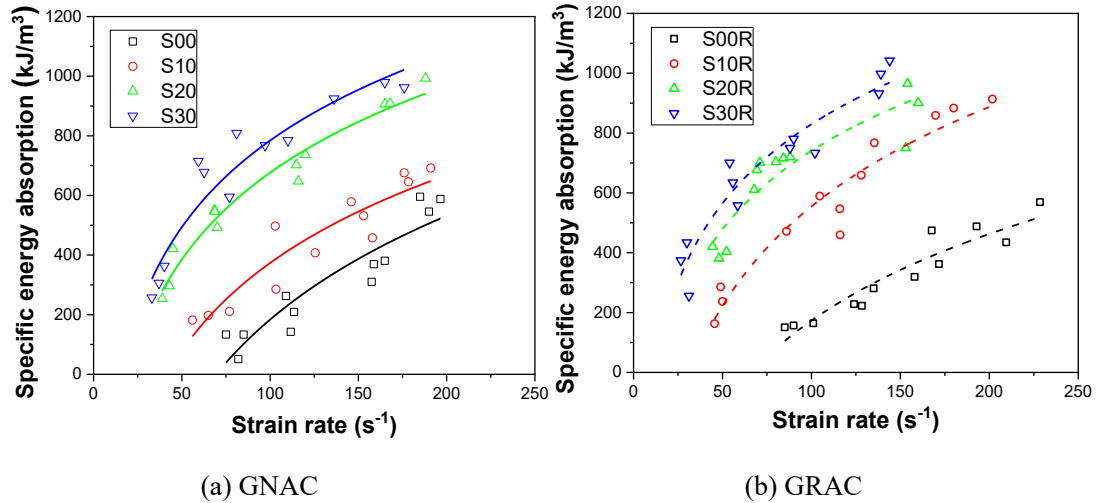 Specific energy absorption (kJ/m³)
1200
1000
800
600
400
200
0
S00
S10
S20
S30
0
50
100
150
200
250
Strain rate (s⁻¹)
(a) GNAC
Specific energy absorption (kJ/m³)
1200
1000
800
600
400
200
0
S00R
S10R
S20R
S30R
0
50
100
150
200
250
Strain rate (s⁻¹)
(b) GRAC